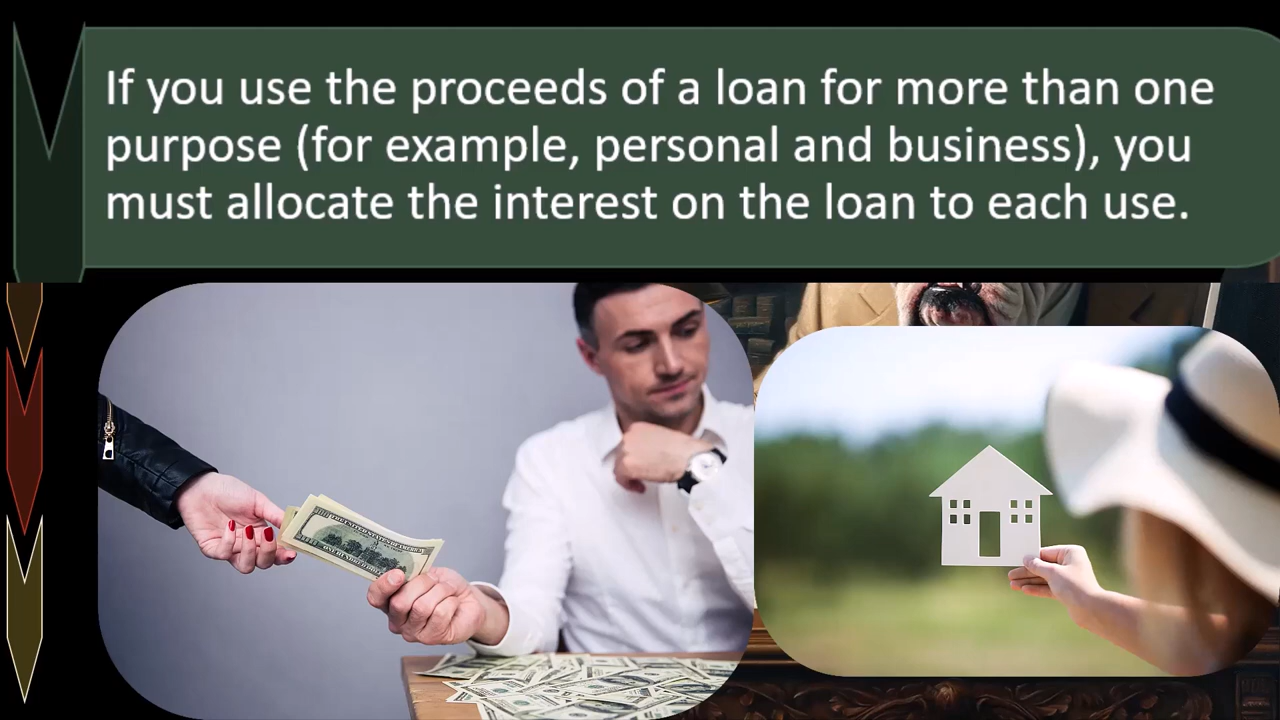 If you use the proceeds of a loan for more than one
purpose (for example, personal and business), you
must allocate the interest on the loan to each use.